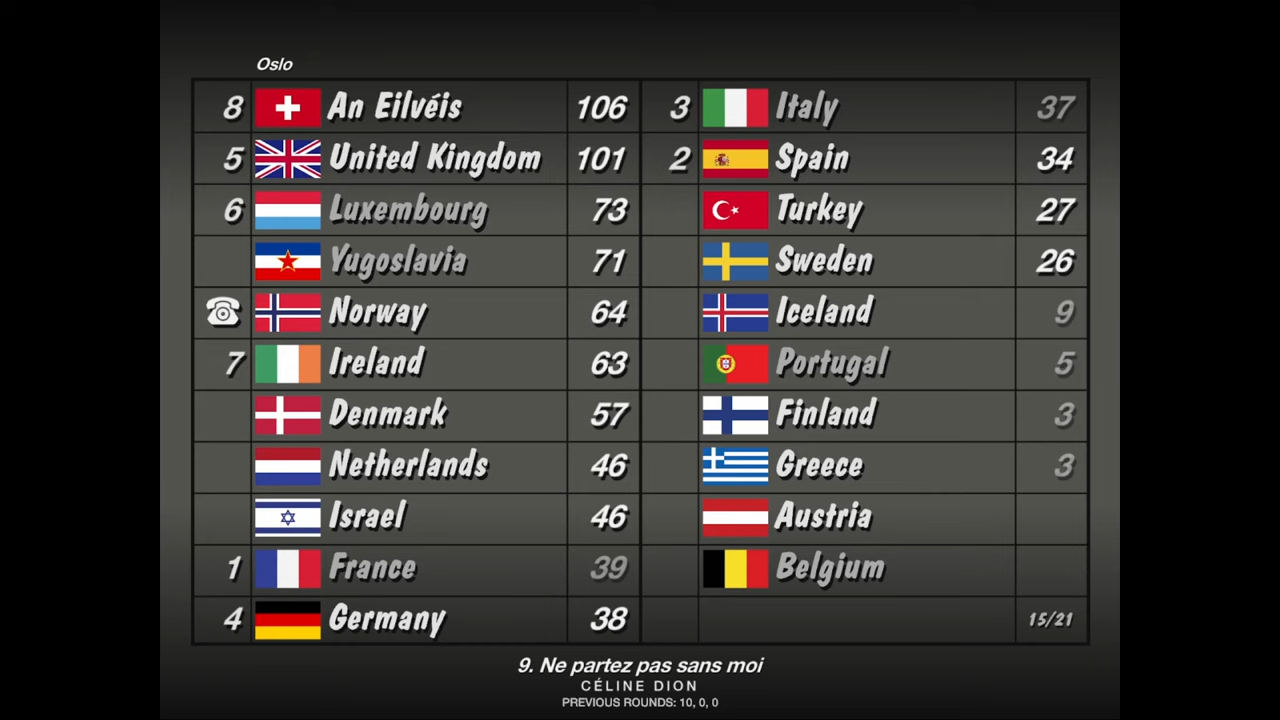 Oslo
8 An Eilvéis 106
5 United Kingdom 101
6 Luxembourg 73
Yugoslavia 71
Norway 64
7 Ireland 63
Denmark 57
Netherlands 46
Israel 46
1 France 39
4 Germany 38
3 Italy 37
2 Spain 34
Turkey 27
Sweden 26
Iceland 9
Portugal 5
Finland 3
Greece 3
Austria
Belgium
15/21
9. Ne partez pas sans moi
CÉLINE DION
PREVIOUS ROUNDS: 10, 0, 0